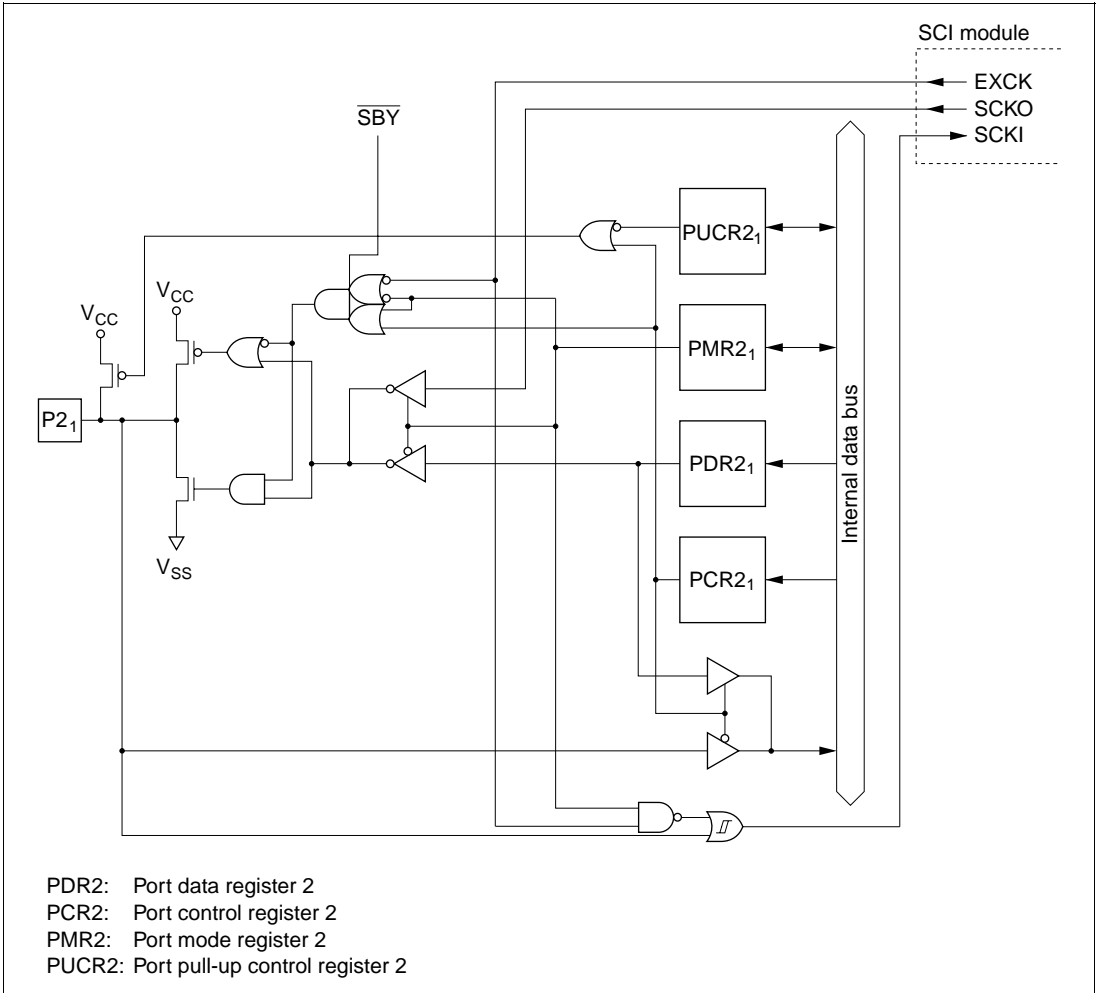 SCI module
EXCK
SCKO
SCKI
SBY
PUCR2₁
VCC
VCC
PMR2₁
P2₁
PDR2₁
Internal data bus
VSS
PCR2₁
PDR2: Port data register 2
PCR2: Port control register 2
PMR2: Port mode register 2
PUCR2: Port pull-up control register 2